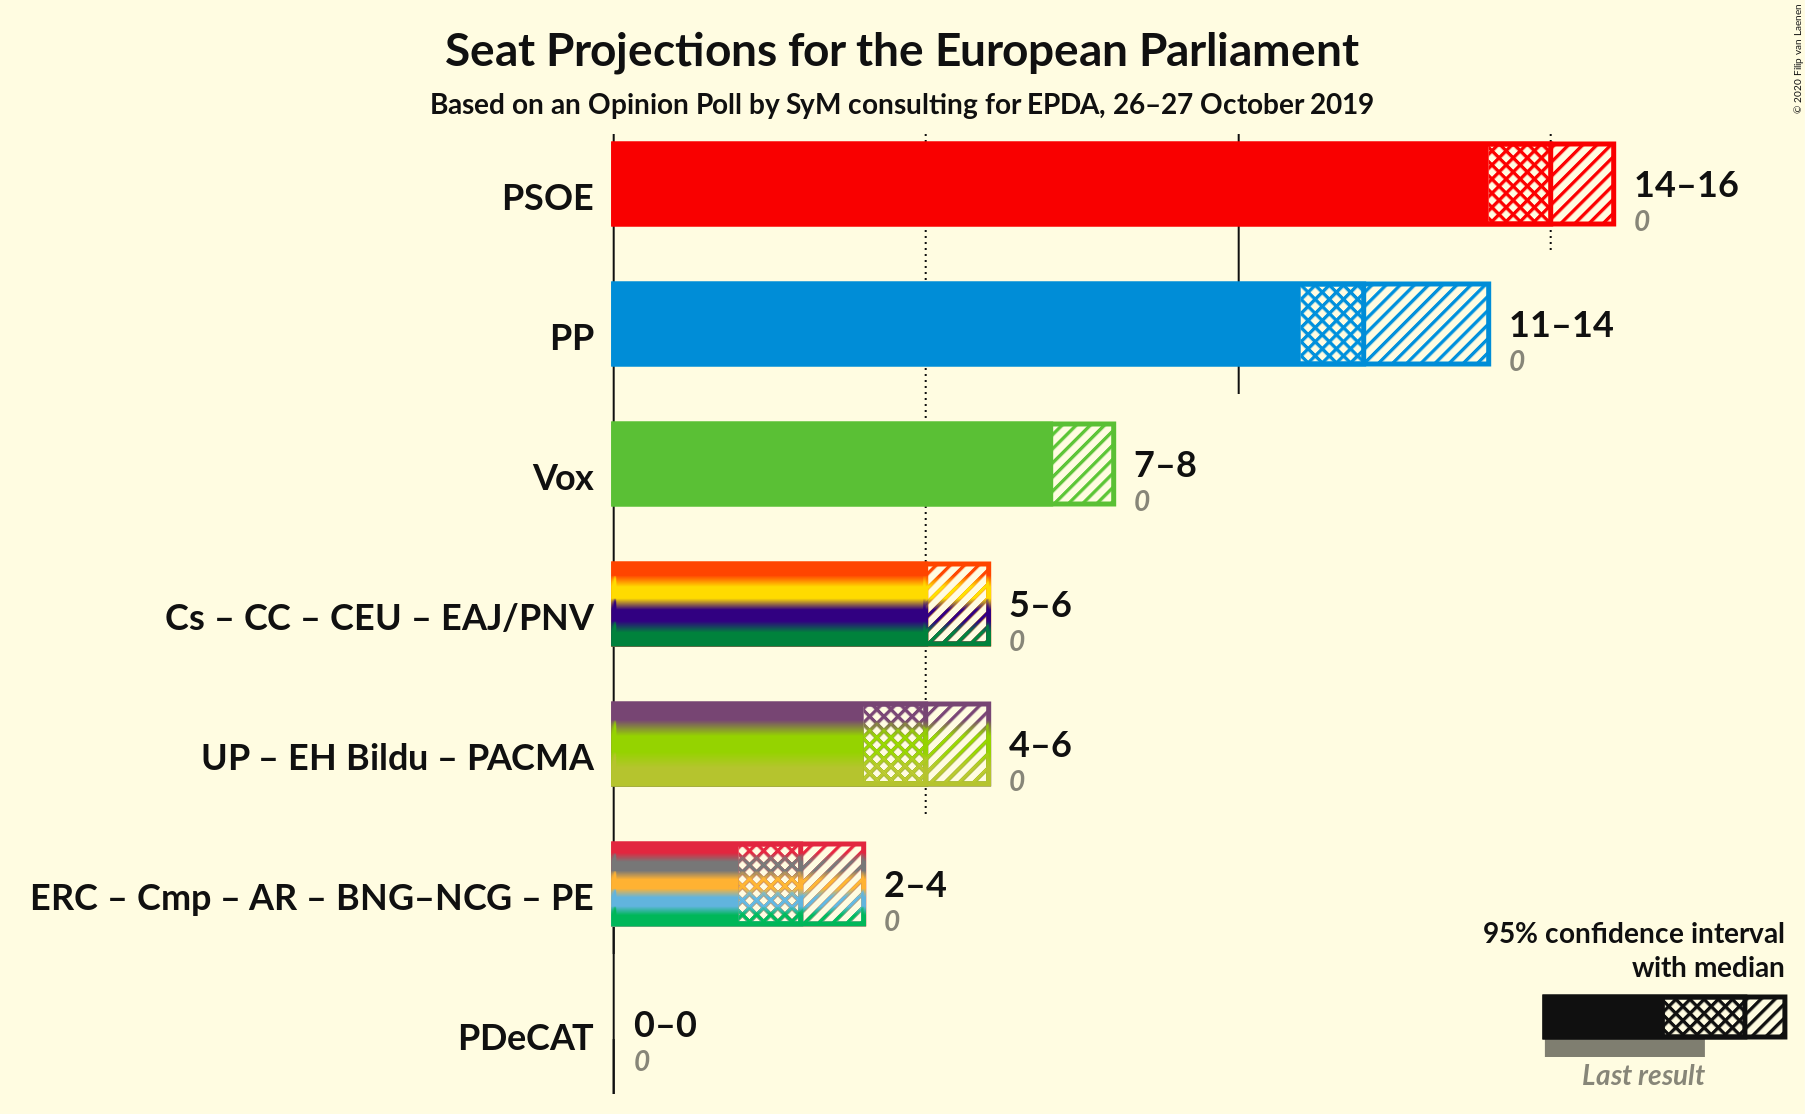 Seat Projections for the European Parliament
Based on an Opinion Poll by SyM consulting for EPDA, 26–27 October 2019
© 2020 Filip van Laenen
PSOE
14–16
0
PP
11–14
0
Vox
7–8
0
Cs – CC – CEU – EAJ/PNV
5–6
0
UP – EH Bildu – PACMA
4–6
0
ERC – Cmp – AR – BNG–NCG – PE
2–4
0
PDeCAT
0–0
0
95% confidence interval
with median
Last result